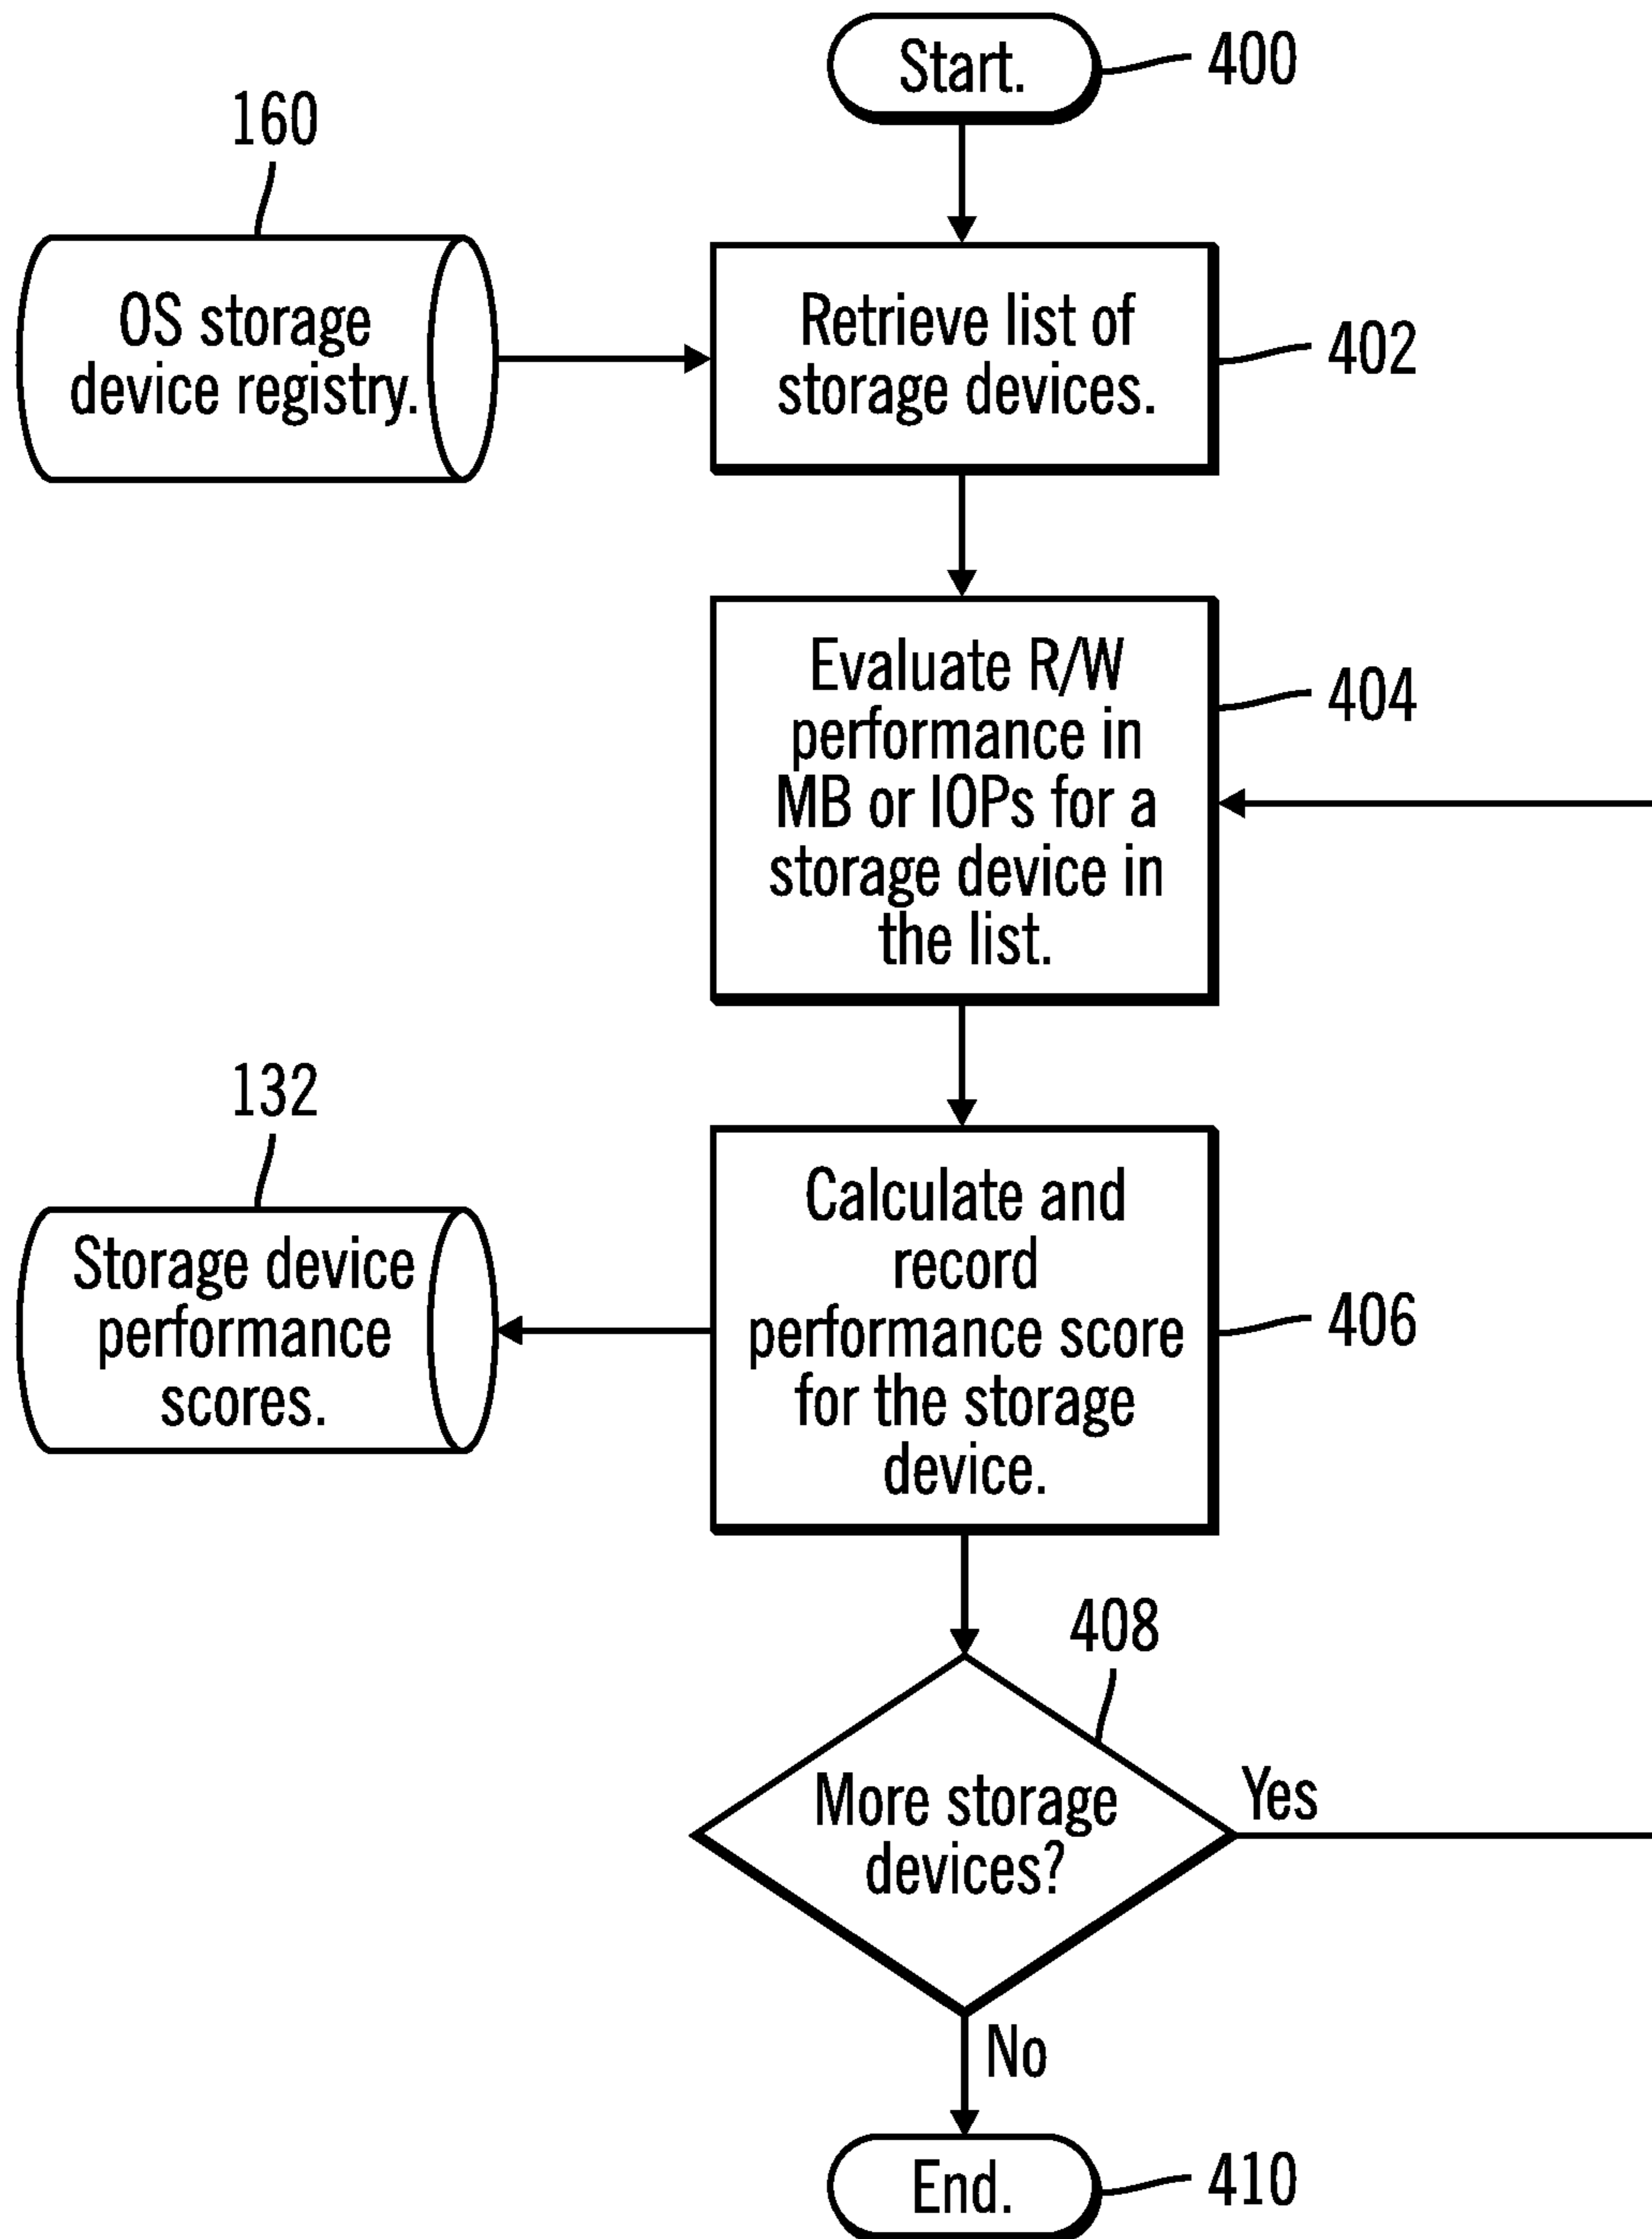 Start.
400
160
OS storage
device registry.
Retrieve list of
storage devices.
402
Evaluate R/W
performance in
MB or IOPs for a
storage device in
the list.
404
132
Storage device
performance
scores.
Calculate and
record
performance score
for the storage
device.
406
408
More storage
devices?
Yes
No
End.
410